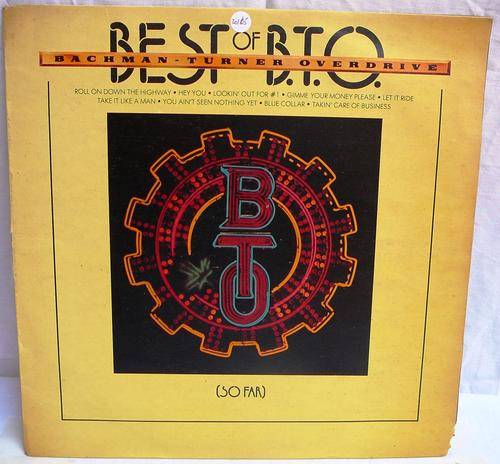 BEST OF B.T.O.
BACHMAN - TURNER OVERDRIVE
ROLL ON DOWN THE HIGHWAY • HEY YOU • LOOKIN' OUT FOR #1 • GIMME YOUR MONEY PLEASE • LET IT RIDE
TAKE IT LIKE A MAN • YOU AIN'T SEEN NOTHING YET • BLUE COLLAR • TAKIN' CARE OF BUSINESS
BTO
(SO FAR)